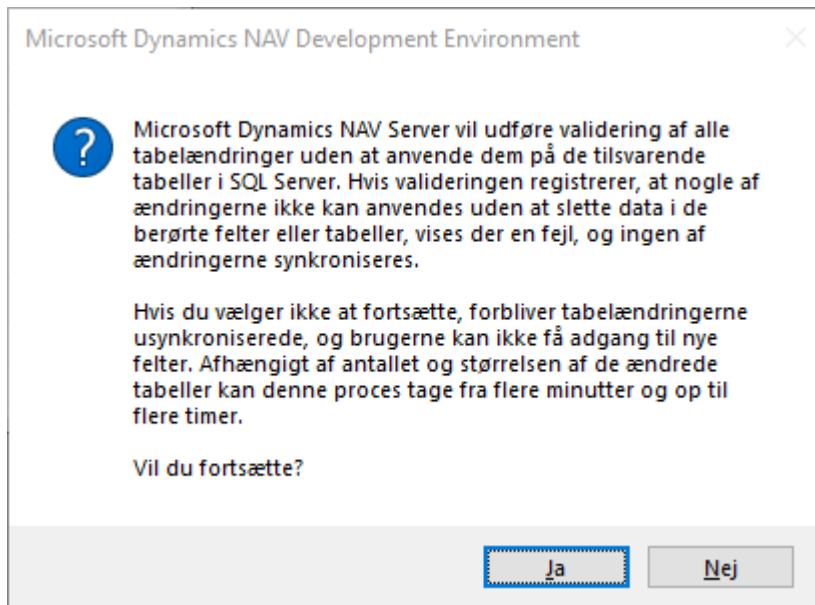 Microsoft Dynamics NAV Development Environment
Microsoft Dynamics NAV Server vil udføre validering af alle
tabelændringer uden at anvende dem på de tilsvarende
tabeller i SQL Server. Hvis valideringen registrerer, at nogle af
ændringerne ikke kan anvendes uden at slette data i de
berørte felter eller tabeller, vises der en fejl, og ingen af
ændringerne synkroniseres.
Hvis du vælger ikke at fortsætte, forbliver tabelændringerne
usynkroniserede, og brugerne kan ikke få adgang til nye
felter. Afhængigt af antallet og størrelsen af de ændrede
tabeller kan denne proces tage fra flere minutter og op til
flere timer.
Vil du fortsætte?
Ja
Nej